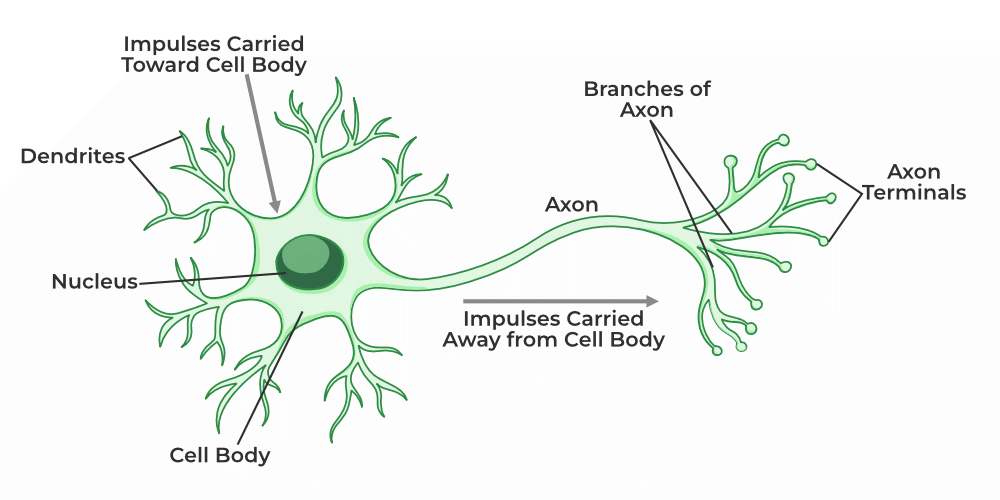 Impulses Carried
Toward Cell Body
Branches of
Axon
Dendrites
Axon
Terminals
Axon
Nucleus
Impulses Carried
Away from Cell Body
Cell Body